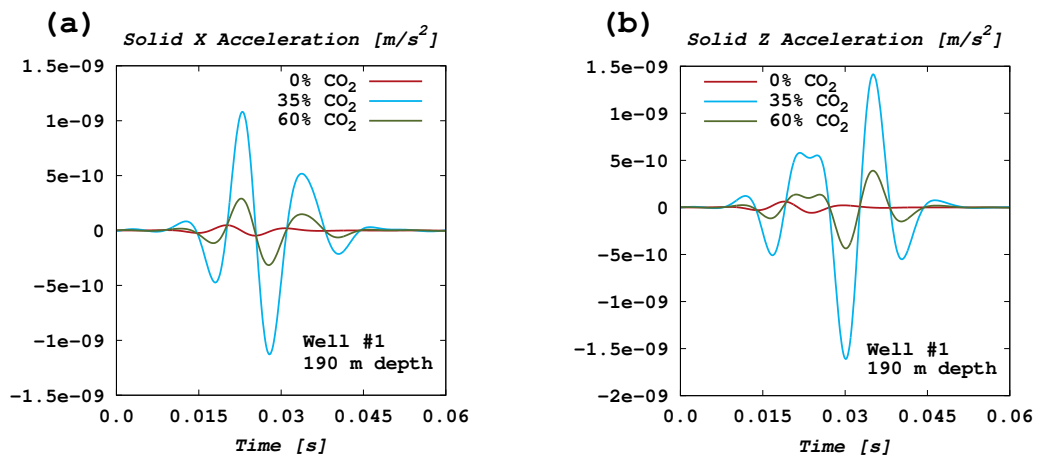 (a)
Solid X Acceleration [m/s²]
1.5e−09
1e−09
5e−10
0
−5e−10
−1e−09
−1.5e−09
0% CO₂
35% CO₂
60% CO₂
Well #1
190 m depth
0.0 0.015 0.03 0.045 0.06
Time [s]
(b)
Solid Z Acceleration [m/s²]
1.5e−09
1e−09
5e−10
0
−5e−10
−1e−09
−1.5e−09
−2e−09
0% CO₂
35% CO₂
60% CO₂
Well #1
190 m depth
0.0 0.015 0.03 0.045 0.06
Time [s]